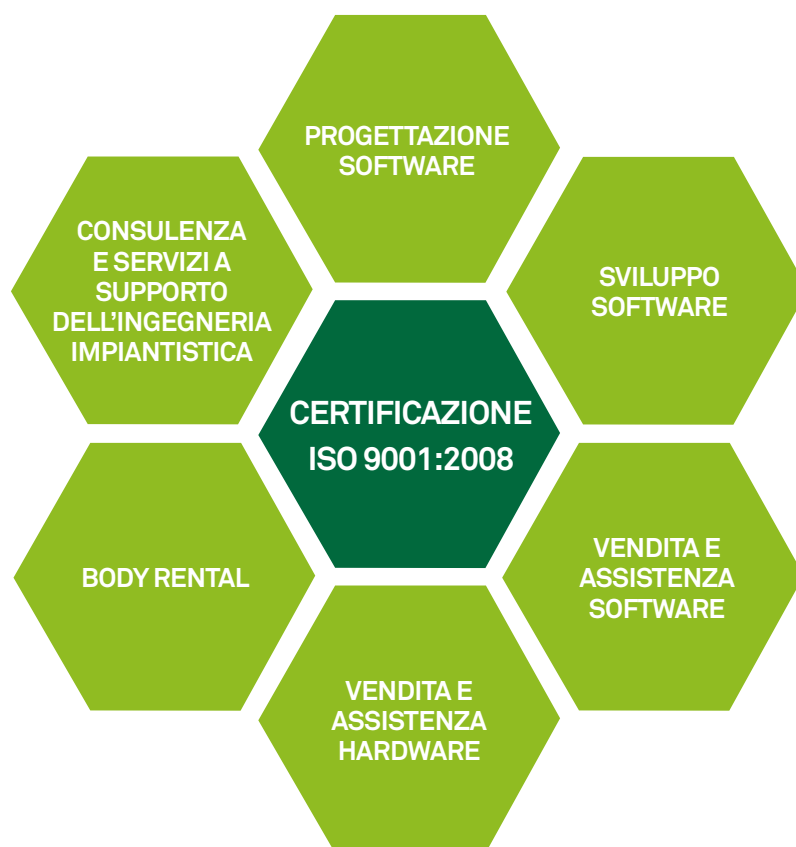 PROGETTAZIONE
SOFTWARE
CONSULENZA
E SERVIZI A
SUPPORTO
DELL'INGEGNERIA
IMPIANTISTICA
SVILUPPO
SOFTWARE
CERTIFICAZIONE
ISO 9001:2008
BODY RENTAL
VENDITA E
ASSISTENZA
SOFTWARE
VENDITA E
ASSISTENZA
HARDWARE